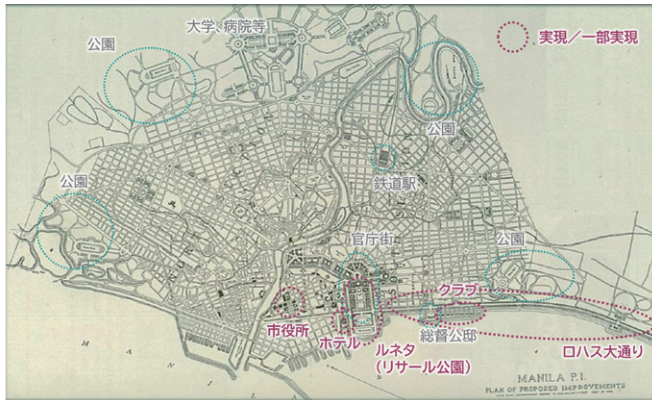 大学、病院等
公園
実現／一部実現
公園
鉄道駅
公園
官庁街
公園
クラブ
市役所
ホテル
ルネタ
（リサール公園）
総督公邸
ロハス大通り
MANILA P.I.
PLAN OF PROPOSED IMPROVEMENTS